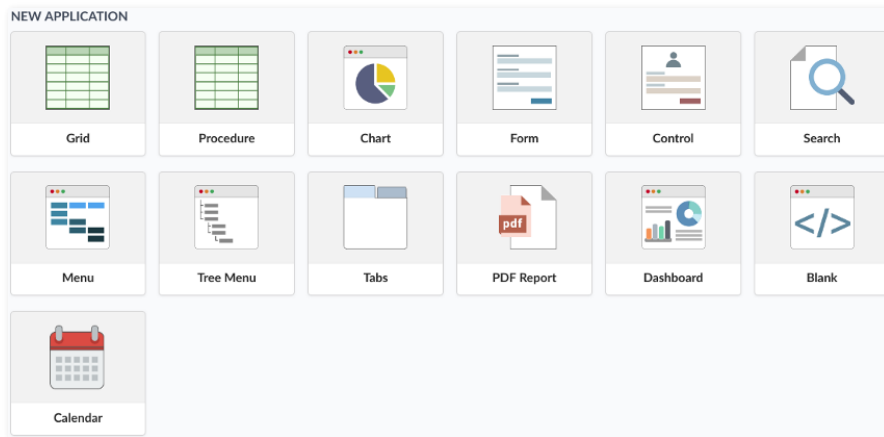 NEW APPLICATION
Grid
Procedure
Chart
Form
Control
Search
pdf
</>
Menu
Tree Menu
Tabs
PDF Report
Dashboard
Blank
Calendar